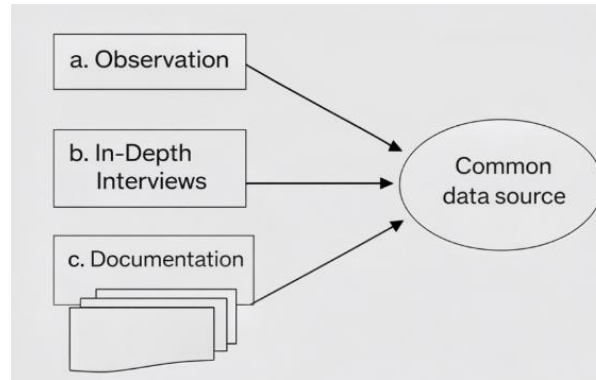 a. Observation
b. In-Depth
Interviews
c. Documentation
Common
data source